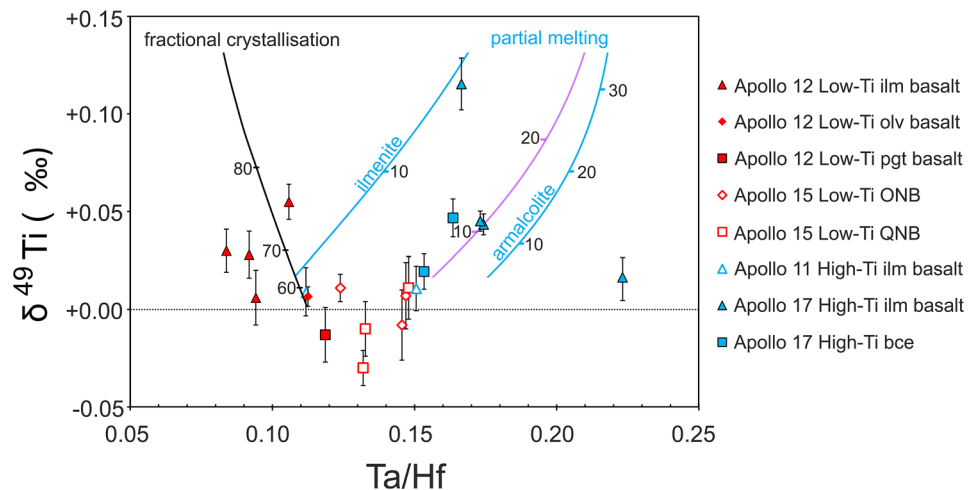 +0.15
+0.10
+0.05
+0.00
-0.05
δ⁴⁹Ti( ‰)
fractional crystallisation
partial melting
80
70
60
ilmenite
10
10
20
armalcolite
10
20
30
0.05
0.10
0.15
0.20
0.25
Ta/Hf
Apollo 12 Low-Ti ilm basalt
Apollo 12 Low-Ti olv basalt
Apollo 12 Low-Ti pgt basalt
Apollo 15 Low-Ti ONB
Apollo 15 Low-Ti QNB
Apollo 11 High-Ti ilm basalt
Apollo 17 High-Ti ilm basalt
Apollo 17 High-Ti bce